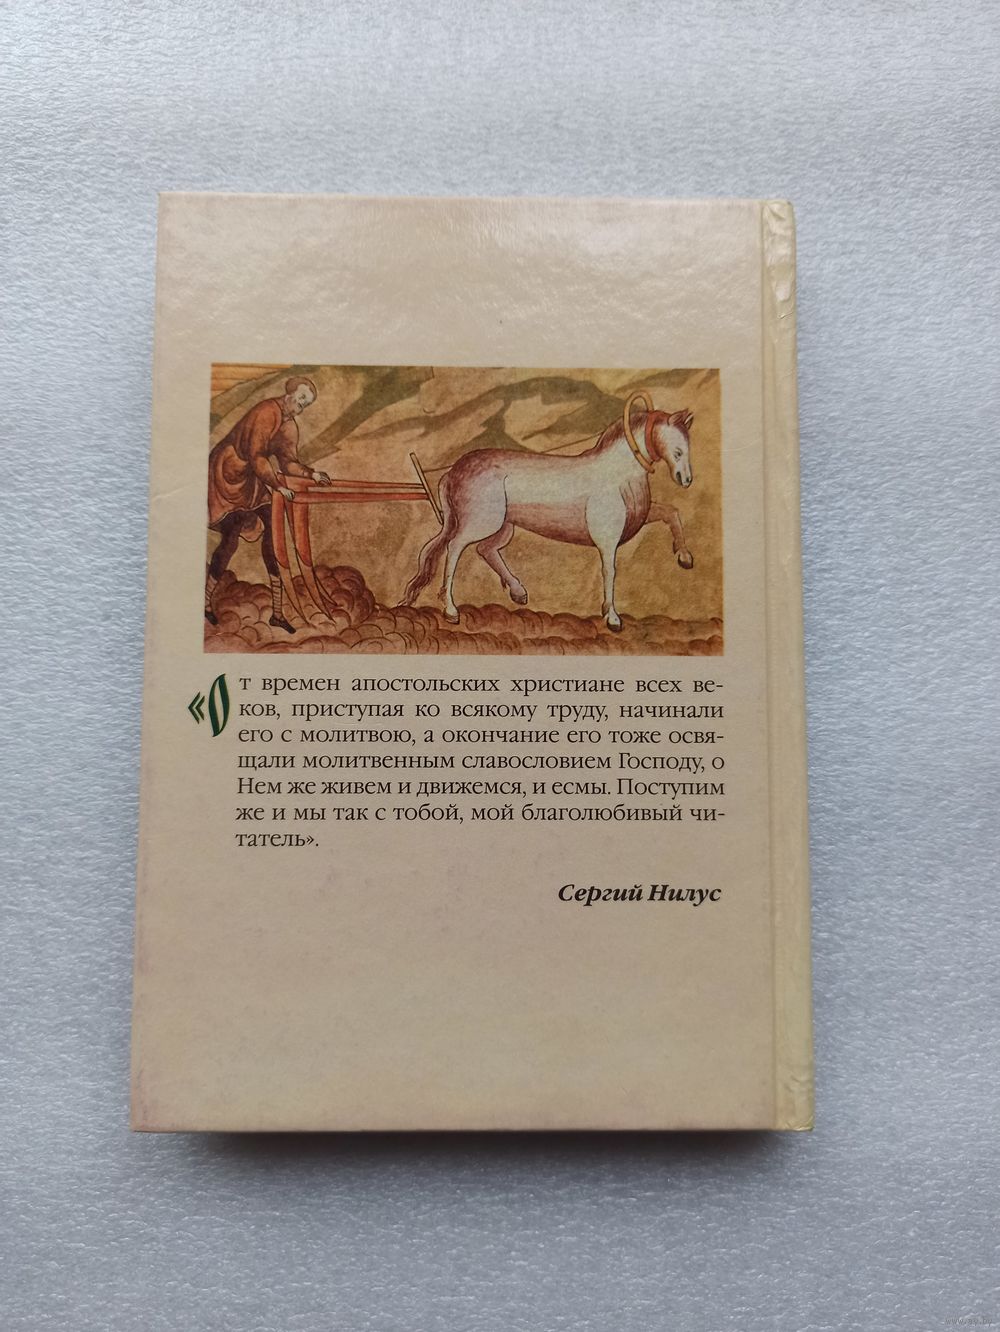 «От времен апостольских христиане всех ве-
ков, приступая ко всякому труду, начинали
его с молитвою, а окончание его тоже освя-
щали молитвенным славословием Господу, о
Нем же живем и движемся, и есмы. Поступим
же и мы так с тобой, мой благолюбивый чи-
татель».
Сергий Нилус